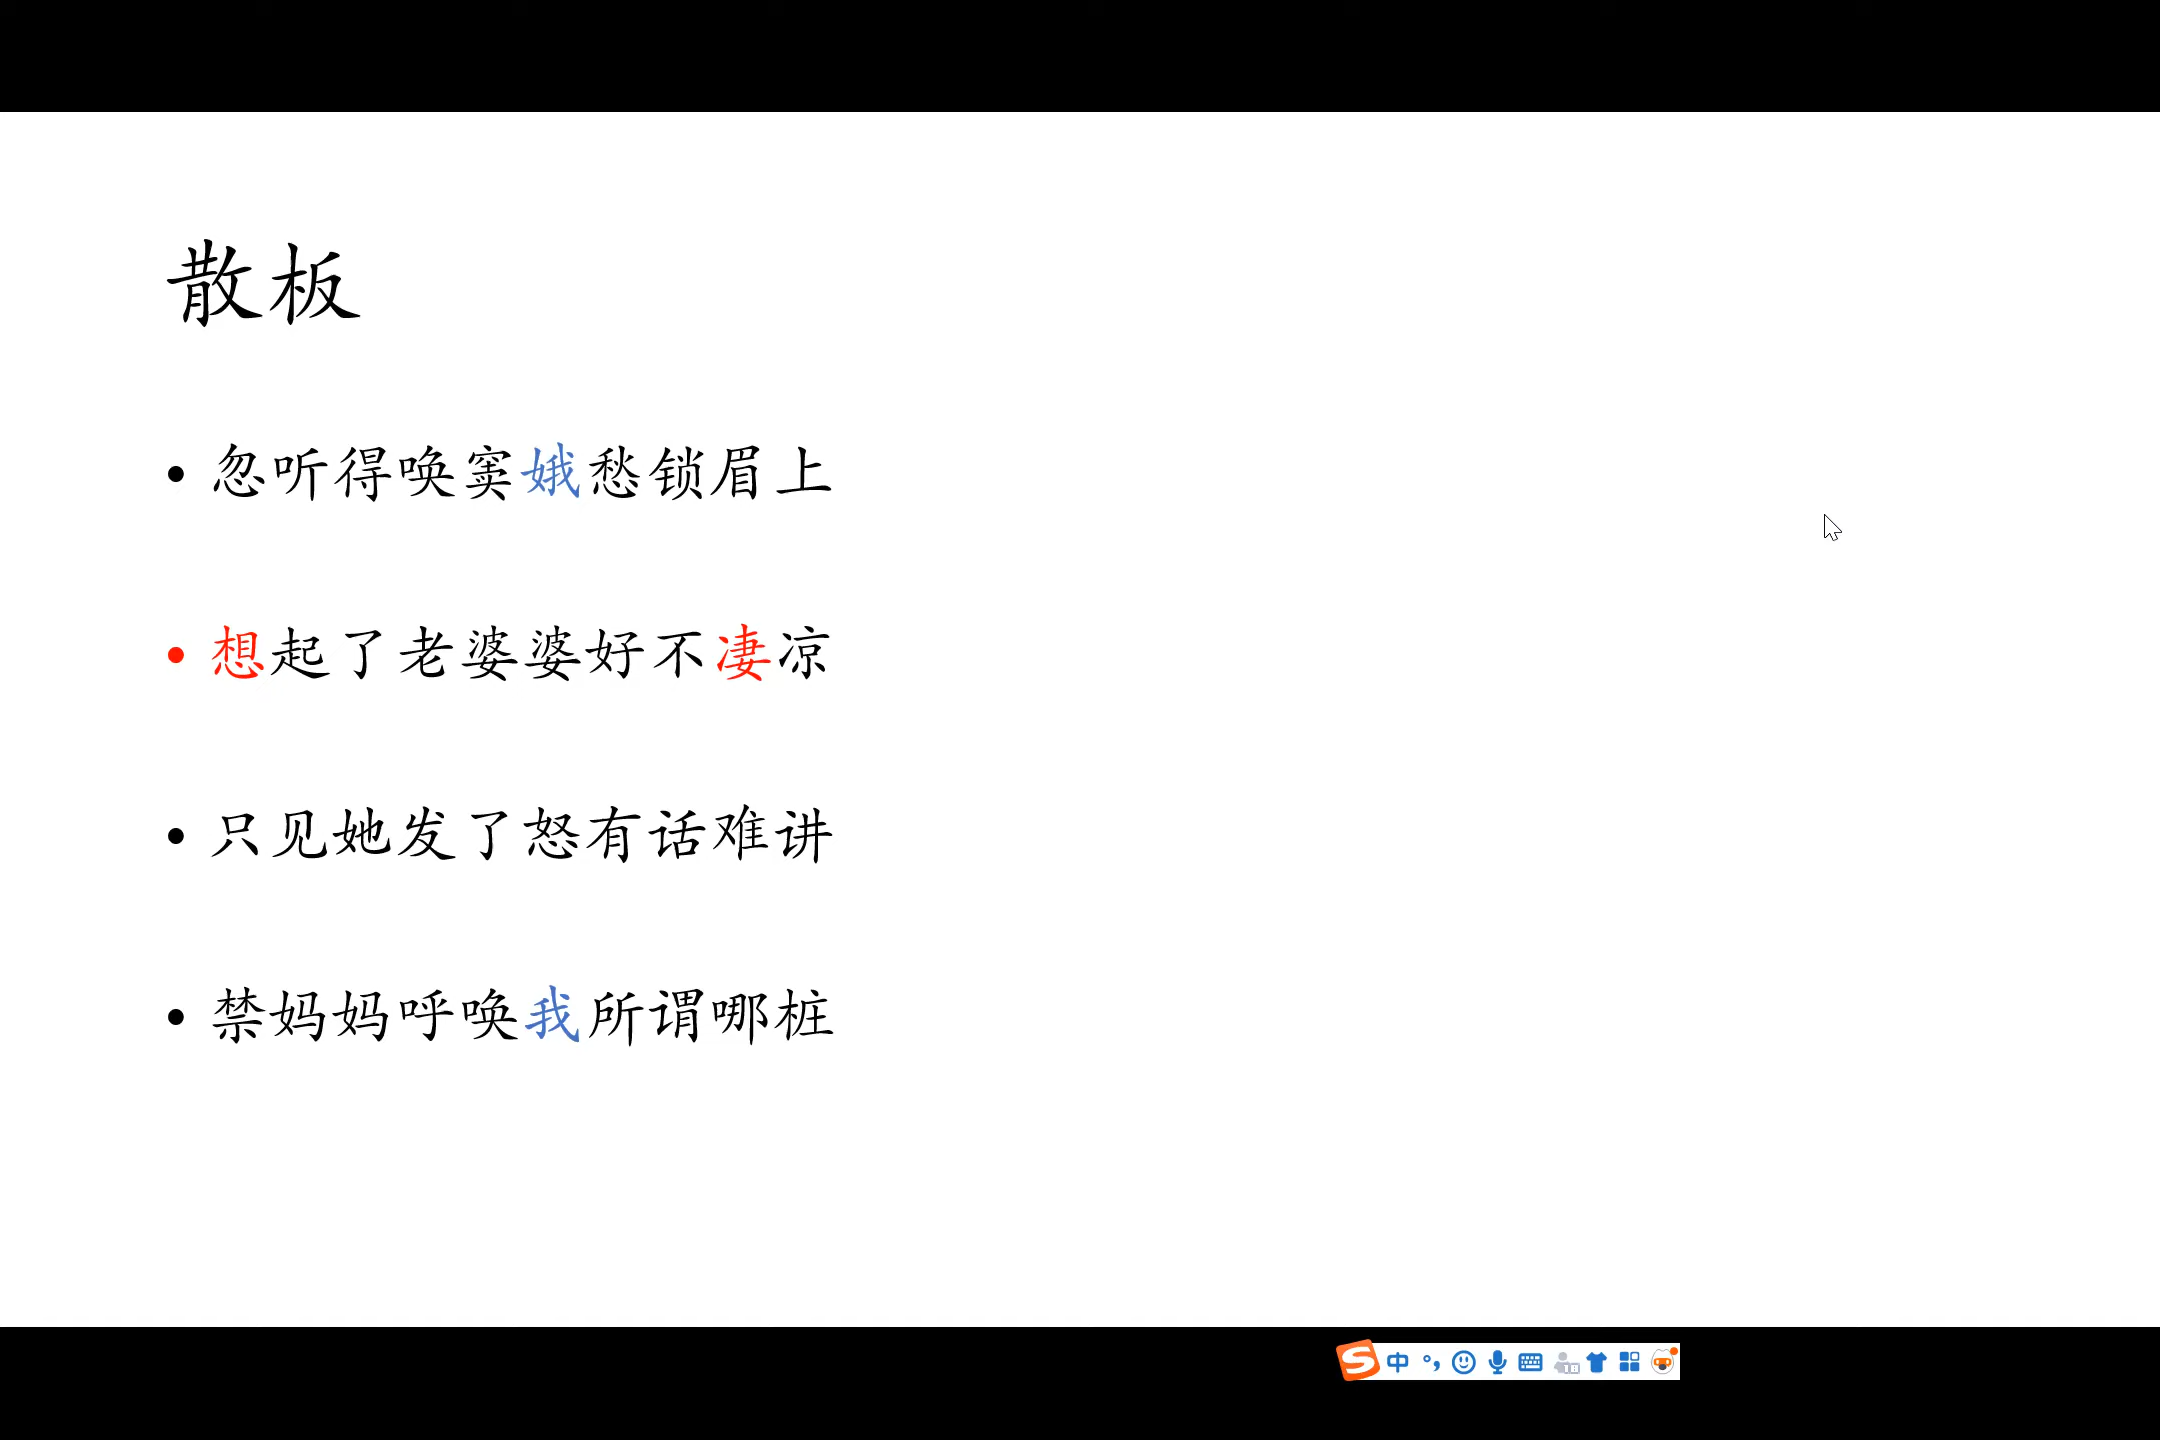 散板
• 忽听得唤窦娥愁锁眉上
• 想起了老婆婆好不凄凉
• 只见她发了怒有话难讲
• 禁妈妈呼唤我所谓哪桩
S中°,